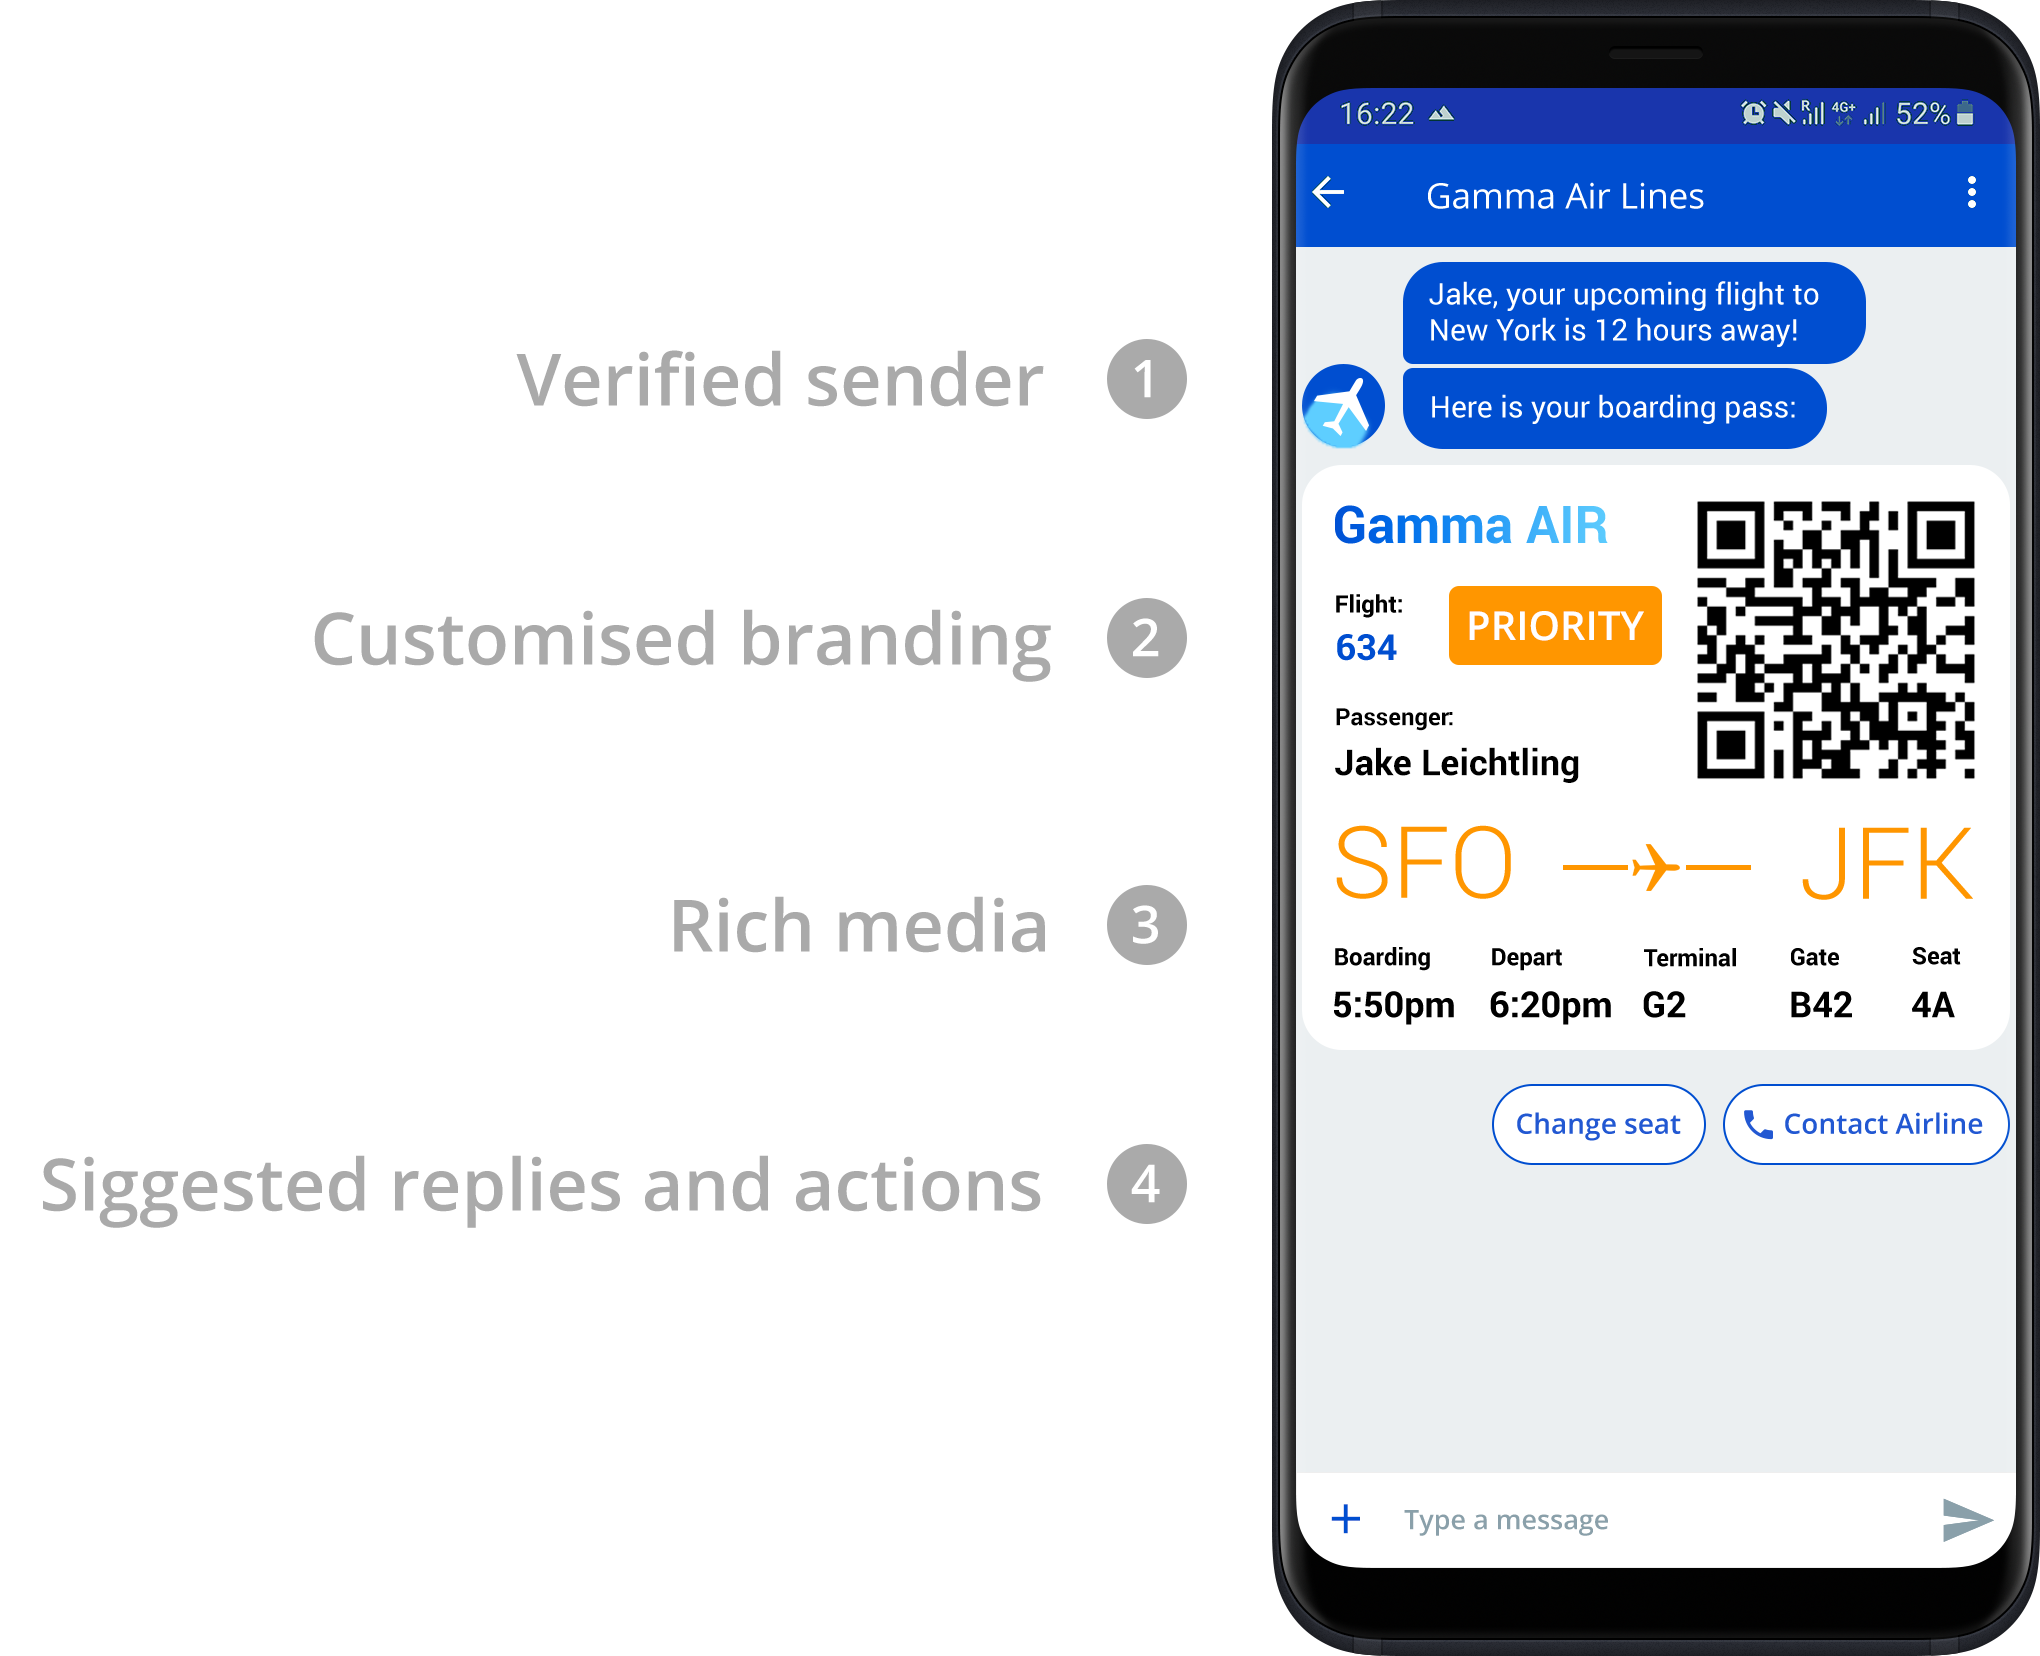 Verified sender 1
Customised branding 2
Rich media 3
Siggested replies and actions 4
16:22 R 4G+ 52%
Gamma Air Lines
Jake, your upcoming flight to
New York is 12 hours away!
Here is your boarding pass:
Gamma AIR
Flight:
634
PRIORITY
Passenger:
Jake Leichtling
SFO JFK
Boarding Depart Terminal Gate Seat
5:50pm 6:20pm G2 B42 4A
Change seat Contact Airline
Type a message